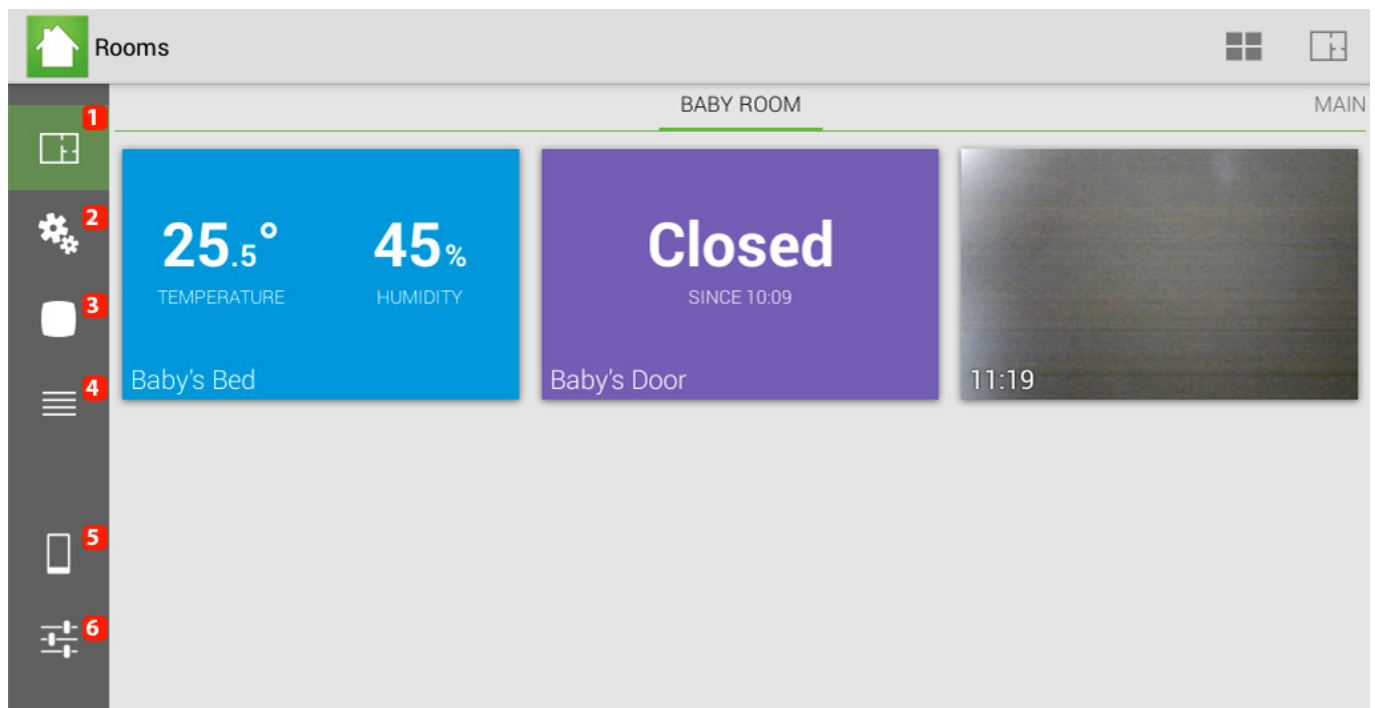 Rooms
1
2
3
4
5
6
BABY ROOM
MAIN
25.5°
45%
TEMPERATURE
HUMIDITY
Baby's Bed
Closed
SINCE 10:09
Baby's Door
11:19